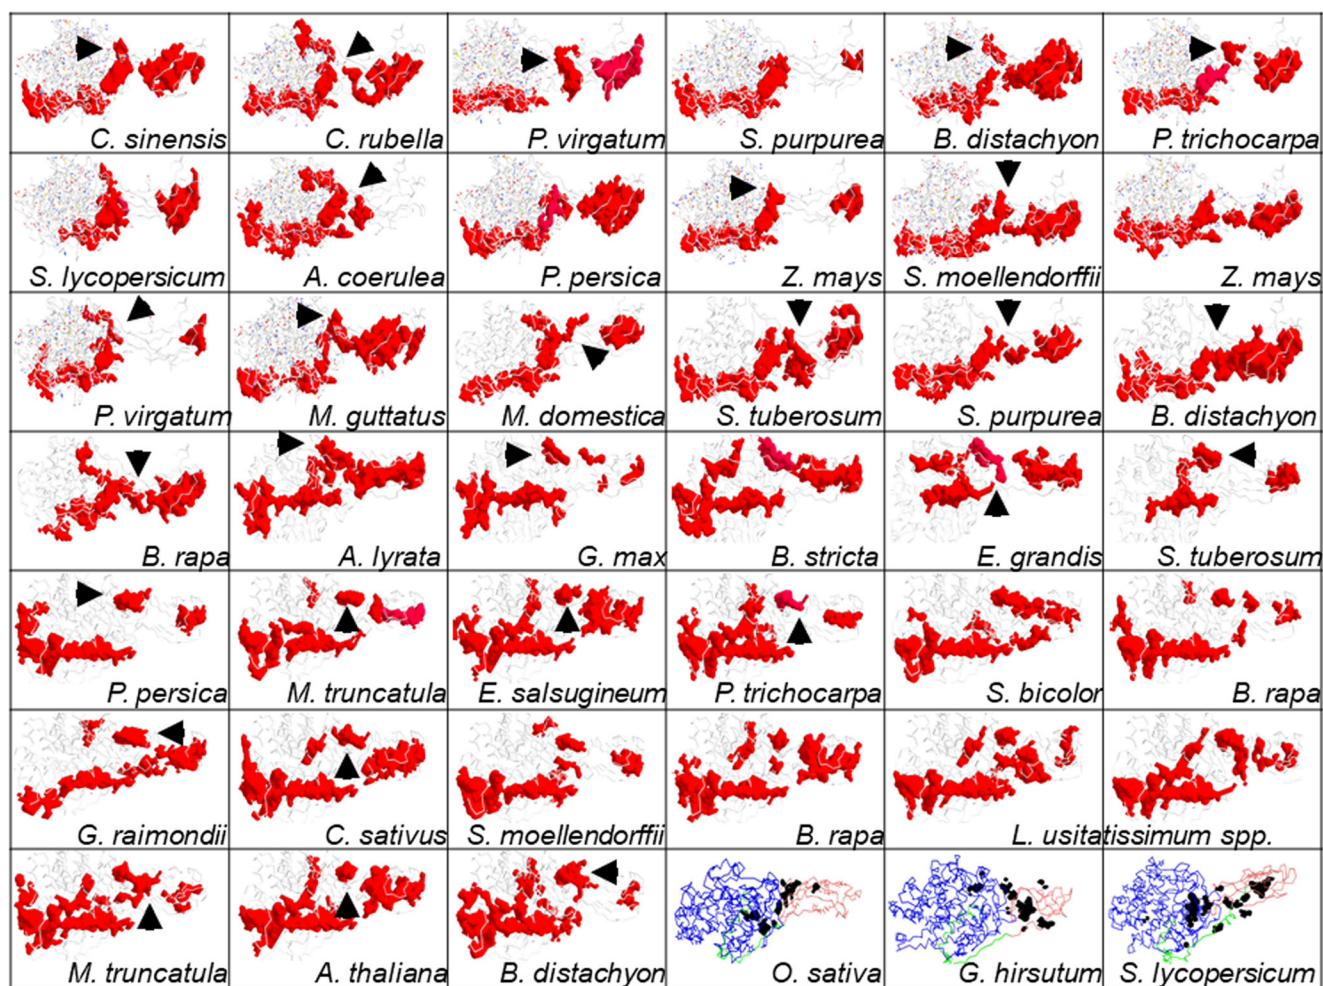 C. sinensis
C. rubella
P. virgatum
S. purpurea
B. distachyon
P. trichocarpa
S. lycopersicum
A. coerulea
P. persica
Z. mays
S. moellendorffii
Z. mays
P. virgatum
M. guttatus
M. domestica
S. tuberosum
S. purpurea
B. distachyon
B. rapa
A. lyrata
G. max
B. stricta
E. grandis
S. tuberosum
P. persica
M. truncatula
E. salsugineum
P. trichocarpa
S. bicolor
B. rapa
G. raimondii
C. sativus
S. moellendorffii
B. rapa
L. usitatissimum spp.
M. truncatula
A. thaliana
B. distachyon
O. sativa
G. hirsutum
S. lycopersicum